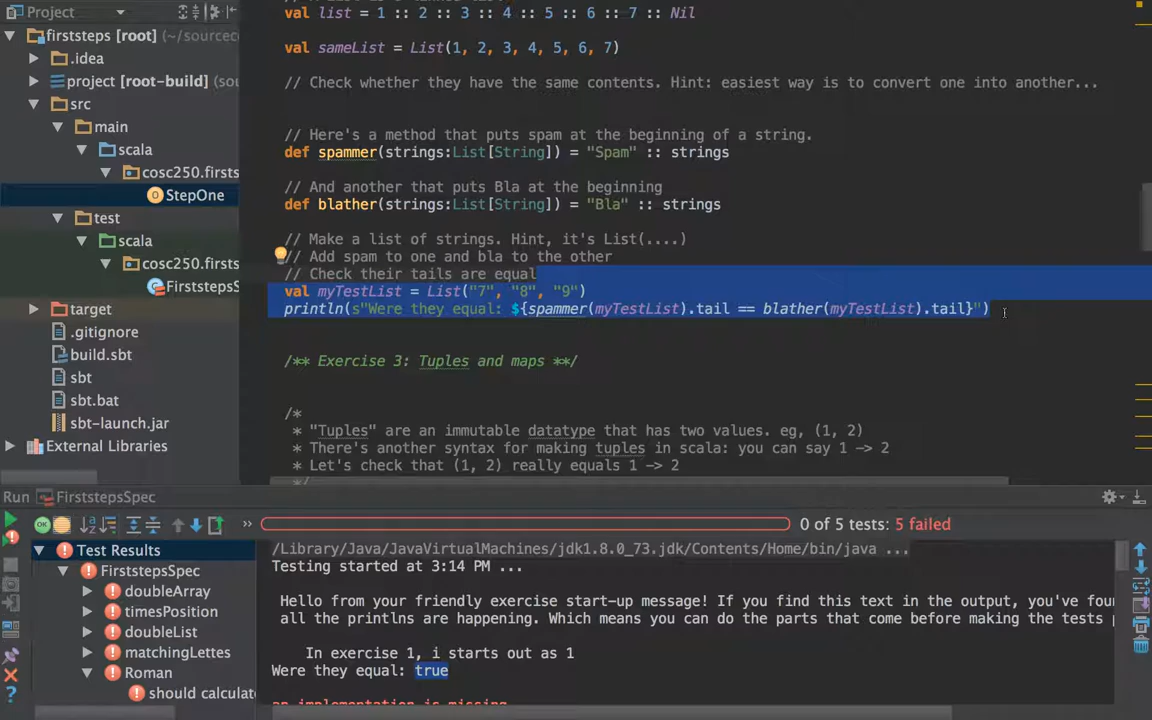 Project
firststeps [root] (~/sourcec
.idea
project [root-build] (sou
src
main
scala
cosc250.firsts
StepOne
test
scala
cosc250.firsts
FirststepsS
target
.gitignore
build.sbt
sbt
sbt.bat
sbt-launch.jar
External Libraries
val list = 1 :: 2 :: 3 :: 4 :: 5 :: 6 :: 7 :: Nil
val sameList = List(1, 2, 3, 4, 5, 6, 7)
// Check whether they have the same contents. Hint: easiest way is to convert one into another...
// Here's a method that puts spam at the beginning of a string.
def spammer(strings:List[String]) = "Spam" :: strings
// And another that puts Bla at the beginning
def blather(strings:List[String]) = "Bla" :: strings
// Make a list of strings. Hint, it's List(....)
// Add spam to one and bla to the other
// Check their tails are equal
val myTestList = List("7", "8", "9")
println(s"Were they equal: ${spammer(myTestList).tail == blather(myTestList).tail}")
/** Exercise 3: Tuples and maps **/
/*
* "Tuples" are an immutable datatype that has two values. eg, (1, 2)
* There's another syntax for making tuples in scala: you can say 1 -> 2
* Let's check that (1, 2) really equals 1 -> 2
*/
Run FirststepsSpec
0 of 5 tests: 5 failed
Test Results
FirststepsSpec
doubleArray
timesPosition
doubleList
matchingLettes
Roman
should calculate
/Library/Java/JavaVirtualMachines/jdk1.8.0_73.jdk/Contents/Home/bin/java ...
Testing started at 3:14 PM ...
Hello from your friendly exercise start-up message! If you find this text in the output, you've fou
all the printlns are happening. Which means you can do the parts that come before making the tests p
In exercise 1, i starts out as 1
Were they equal: true
an implementation is missing